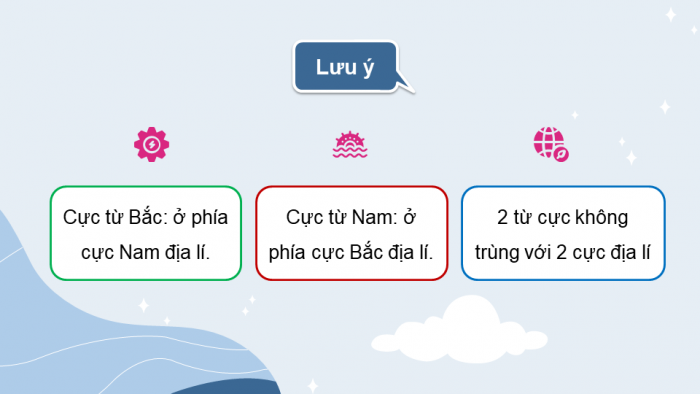 Lưu ý
Cực từ Bắc: ở phía
cực Nam địa lí.
Cực từ Nam: ở
phía cực Bắc địa lí.
2 từ cực không
trùng với 2 cực địa lí